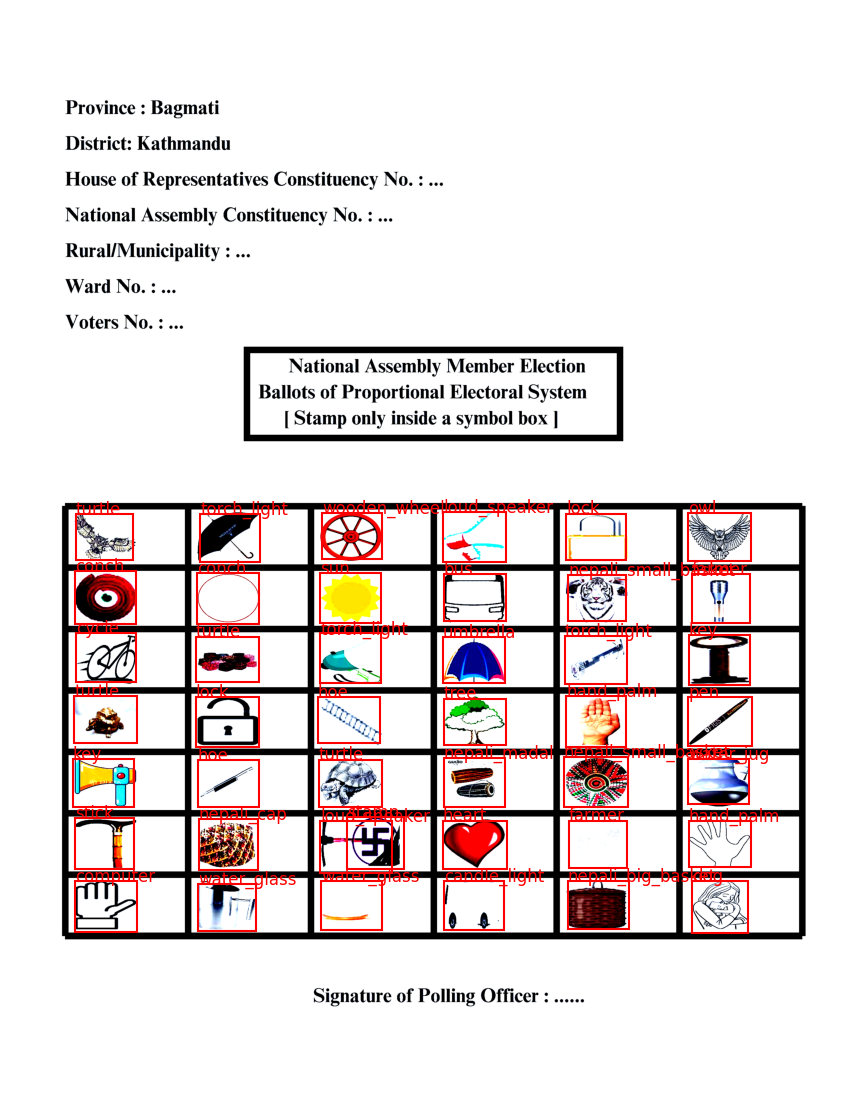 Province : Bagmati
District: Kathmandu
House of Representatives Constituency No. : ...
National Assembly Constituency No. : ...
Rural/Municipality : ...
Ward No. : ...
Voters No. : ...
National Assembly Member Election
Ballots of Proportional Electoral System
[ Stamp only inside a symbol box ]
turtle torch_light wooden_wheel loud_speaker lock owl
conch conch sun bus nepali_small_basket
cycle turtle torch_light umbrella torch_light key
turtle lock hoe tree hand_palm pen
key hoe turtle nepali_madal nepali_small_basket
stick nepali_cap loud_speaker heart farmer hand_palm
computer water_glass water_glass candle_light nepali_big_basket
Signature of Polling Officer : ......